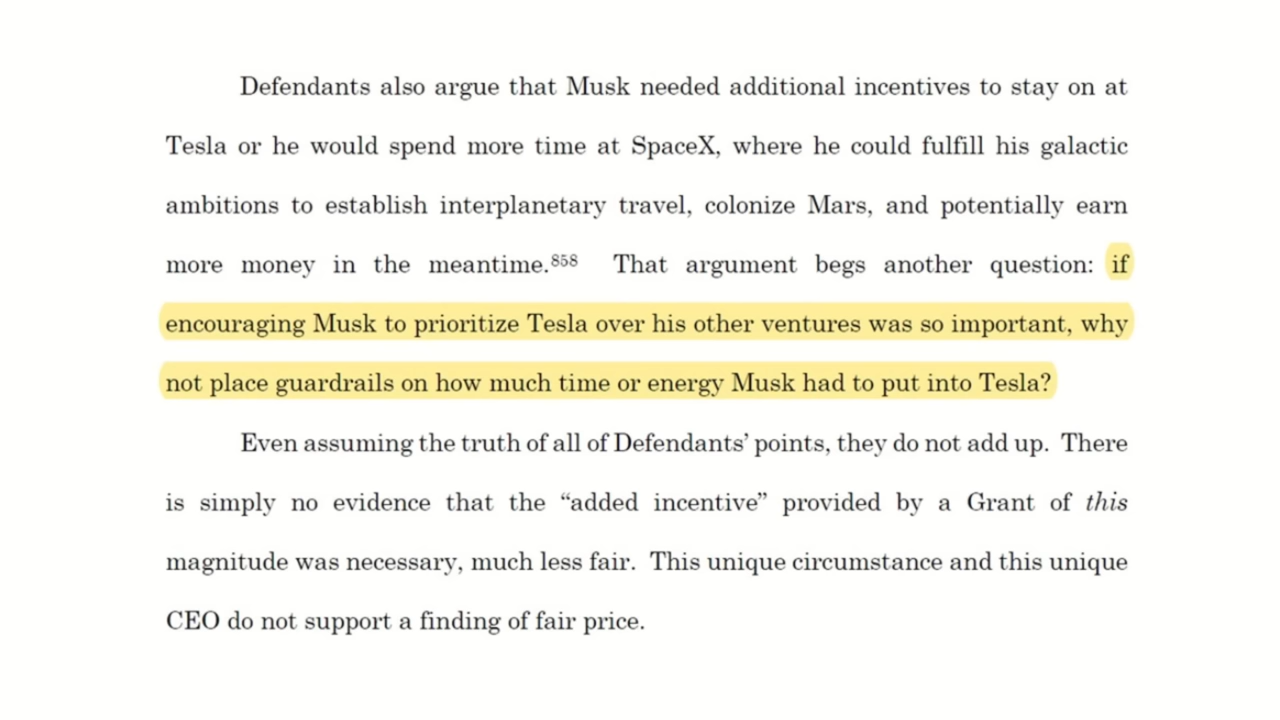 Defendants also argue that Musk needed additional incentives to stay on at
Tesla or he would spend more time at SpaceX, where he could fulfill his galactic
ambitions to establish interplanetary travel, colonize Mars, and potentially earn
more money in the meantime.858 That argument begs another question: if
encouraging Musk to prioritize Tesla over his other ventures was so important, why
not place guardrails on how much time or energy Musk had to put into Tesla?
Even assuming the truth of all of Defendants’ points, they do not add up. There
is simply no evidence that the “added incentive” provided by a Grant of this
magnitude was necessary, much less fair. This unique circumstance and this unique
CEO do not support a finding of fair price.